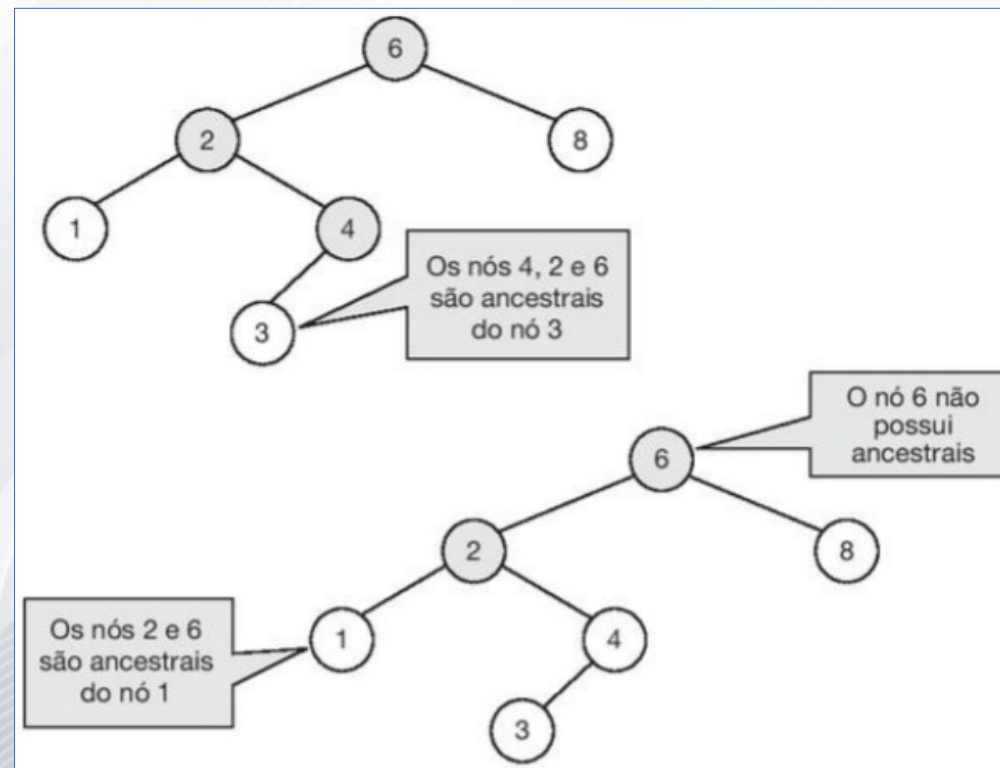 6
2
8
1
4
Os nós 4, 2 e 6
são ancestrais
do nó 3
3
O nó 6 não
possui
ancestrais
6
2
8
Os nós 2 e 6
são ancestrais
do nó 1
1
4
3